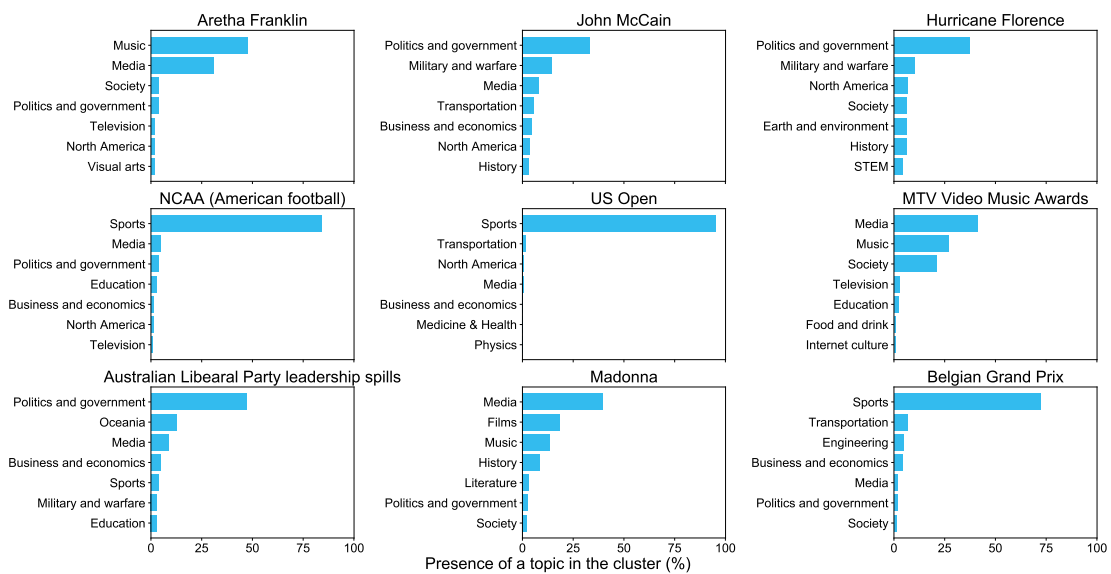 Aretha Franklin
Music
Media
Society
Politics and government
Television
North America
Visual arts
John McCain
Politics and government
Military and warfare
Media
Transportation
Business and economics
North America
History
Hurricane Florence
Politics and government
Military and warfare
North America
Society
Earth and environment
History
STEM
NCAA (American football)
Sports
Media
Politics and government
Education
Business and economics
North America
Television
US Open
Sports
Transportation
North America
Media
Business and economics
Medicine & Health
Physics
MTV Video Music Awards
Media
Music
Society
Television
Education
Food and drink
Internet culture
Australian Libearal Party leadership spills
Politics and government
Oceania
Media
Business and economics
Sports
Military and warfare
Education
0 25 50 75 100
Madonna
Media
Films
Music
History
Literature
Politics and government
Society
0 25 50 75 100
Belgian Grand Prix
Sports
Transportation
Engineering
Business and economics
Media
Politics and government
Society
0 25 50 75 100
Presence of a topic in the cluster (%)